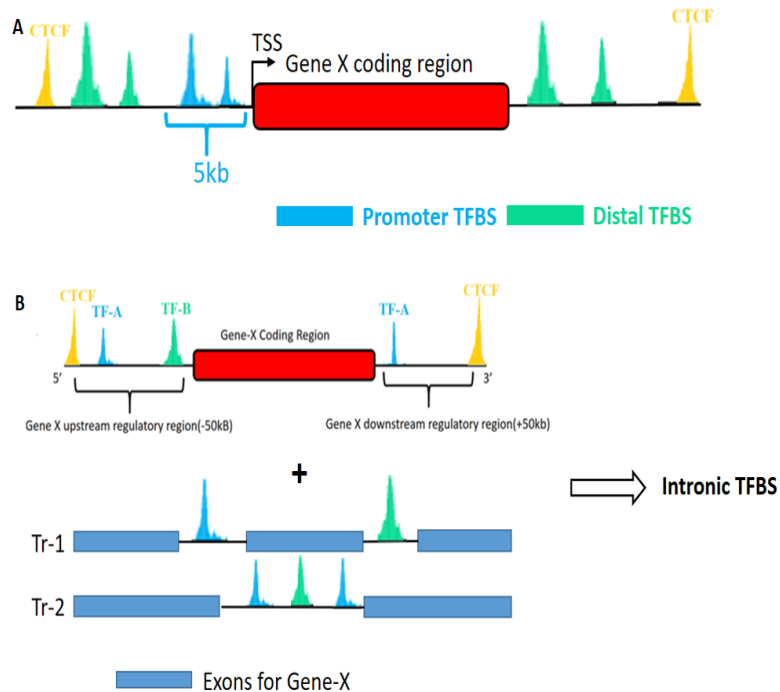 A
CTCF
CTCF
TSS
Gene X coding region
5kb
Promoter TFBS
Distal TFBS
B
CTCF
TF-A
TF-B
TF-A
CTCF
Gene-X Coding Region
5’
3’
Gene X upstream regulatory region(-50kB)
Gene X downstream regulatory region(+50kb)
+
Intronic TFBS
Tr-1
Tr-2
Exons for Gene-X